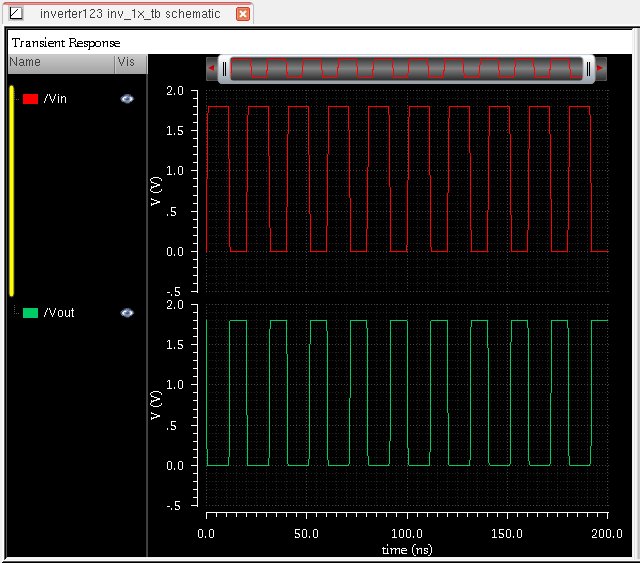 inverter123 inv_1x_tb schematic
Transient Response
Name Vis
/Vin
2.0
1.5
1.0
.5
0.0
-.5
V (V)
/Vout
2.0
1.5
1.0
.5
0.0
-.5
V (V)
0.0 50.0 100.0 150.0 200.0
time (ns)